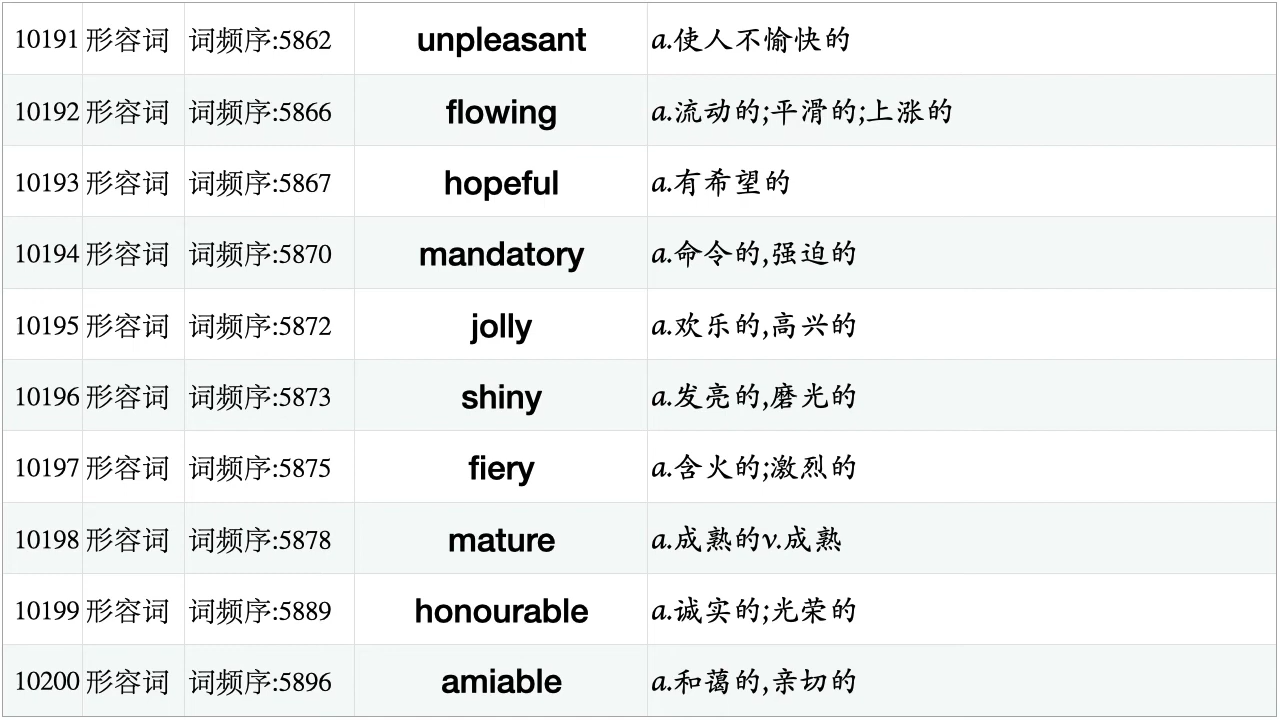 10191 形容词 词频序:5862 unpleasant a.使人不愉快的
10192 形容词 词频序:5866 flowing a.流动的;平滑的;上涨的
10193 形容词 词频序:5867 hopeful a.有希望的
10194 形容词 词频序:5870 mandatory a.命令的,强迫的
10195 形容词 词频序:5872 jolly a.欢乐的,高兴的
10196 形容词 词频序:5873 shiny a.发亮的,磨光的
10197 形容词 词频序:5875 fiery a.含火的;激烈的
10198 形容词 词频序:5878 mature a.成熟的v.成熟
10199 形容词 词频序:5889 honourable a.诚实的;光荣的
10200 形容词 词频序:5896 amiable a.和蔼的,亲切的